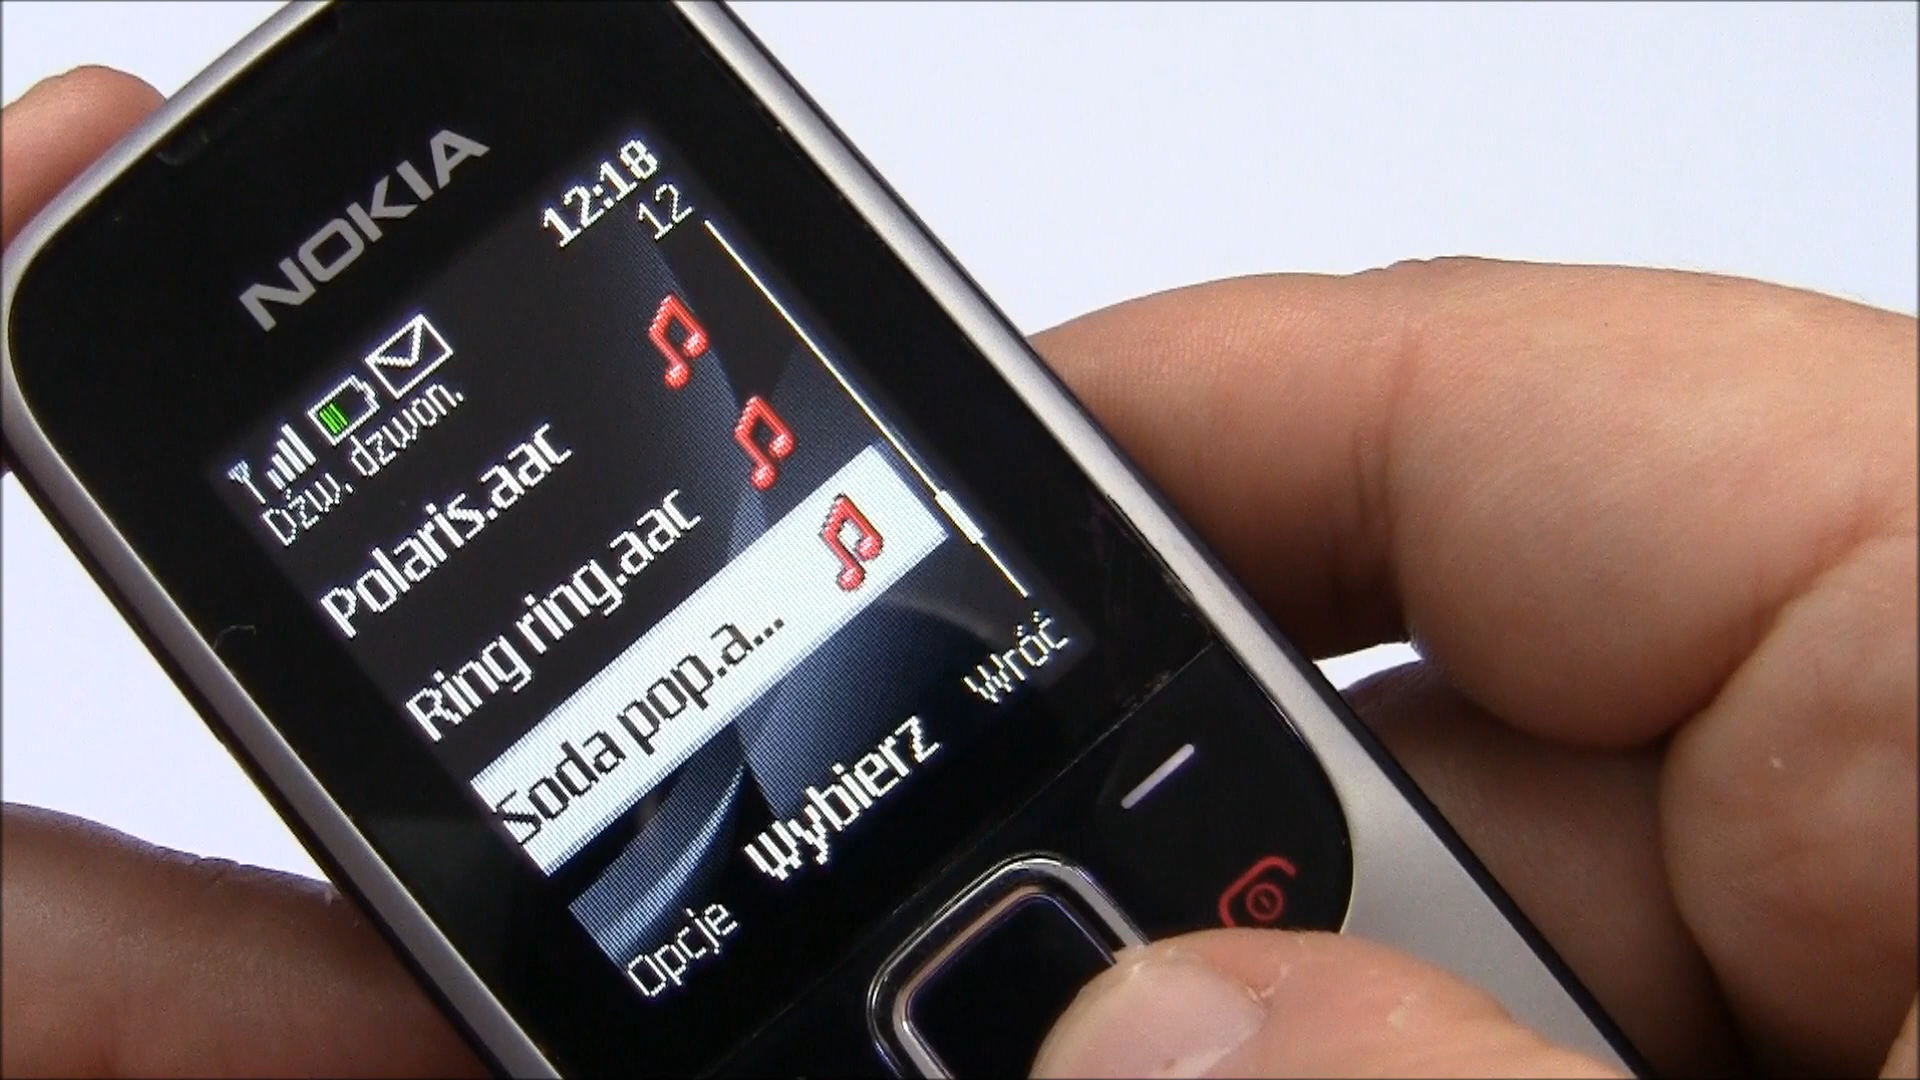 NOKIA
12:18
Dźw. dzwon. 12
Polaris.aac
Ring ring.aac
Soda pop.a...
Opcje Wybierz Wróć